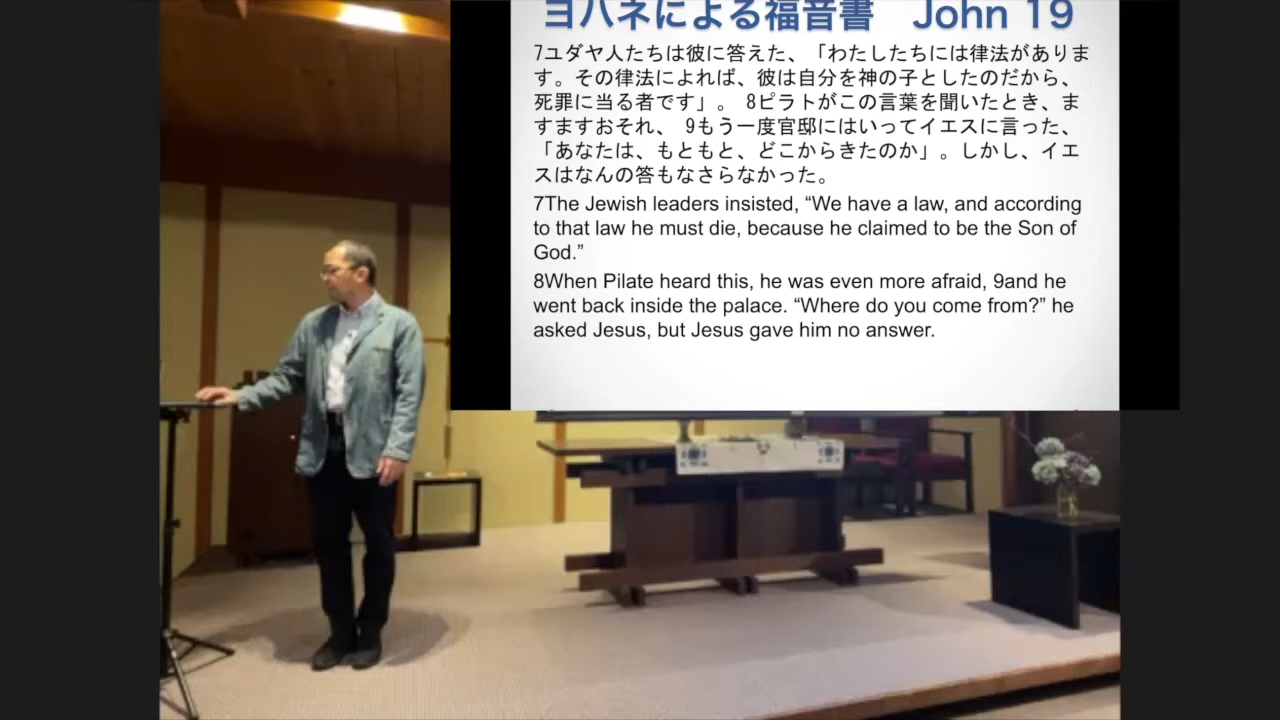 ヨハネによる福音書　John 19
7ユダヤ人たちは彼に答えた、「わたしたちには律法がありま
す。その律法によれば、彼は自分を神の子としたのだから、
死罪に当る者です」。 8ピラトがこの言葉を聞いたとき、ま
すますおそれ、 9もう一度官邸にはいってイエスに言った、
「あなたは、もともと、どこからきたのか」。しかし、イエ
スはなんの答もなさらなかった。
7The Jewish leaders insisted, “We have a law, and according
to that law he must die, because he claimed to be the Son of
God.”
8When Pilate heard this, he was even more afraid, 9and he
went back inside the palace. “Where do you come from?” he
asked Jesus, but Jesus gave him no answer.